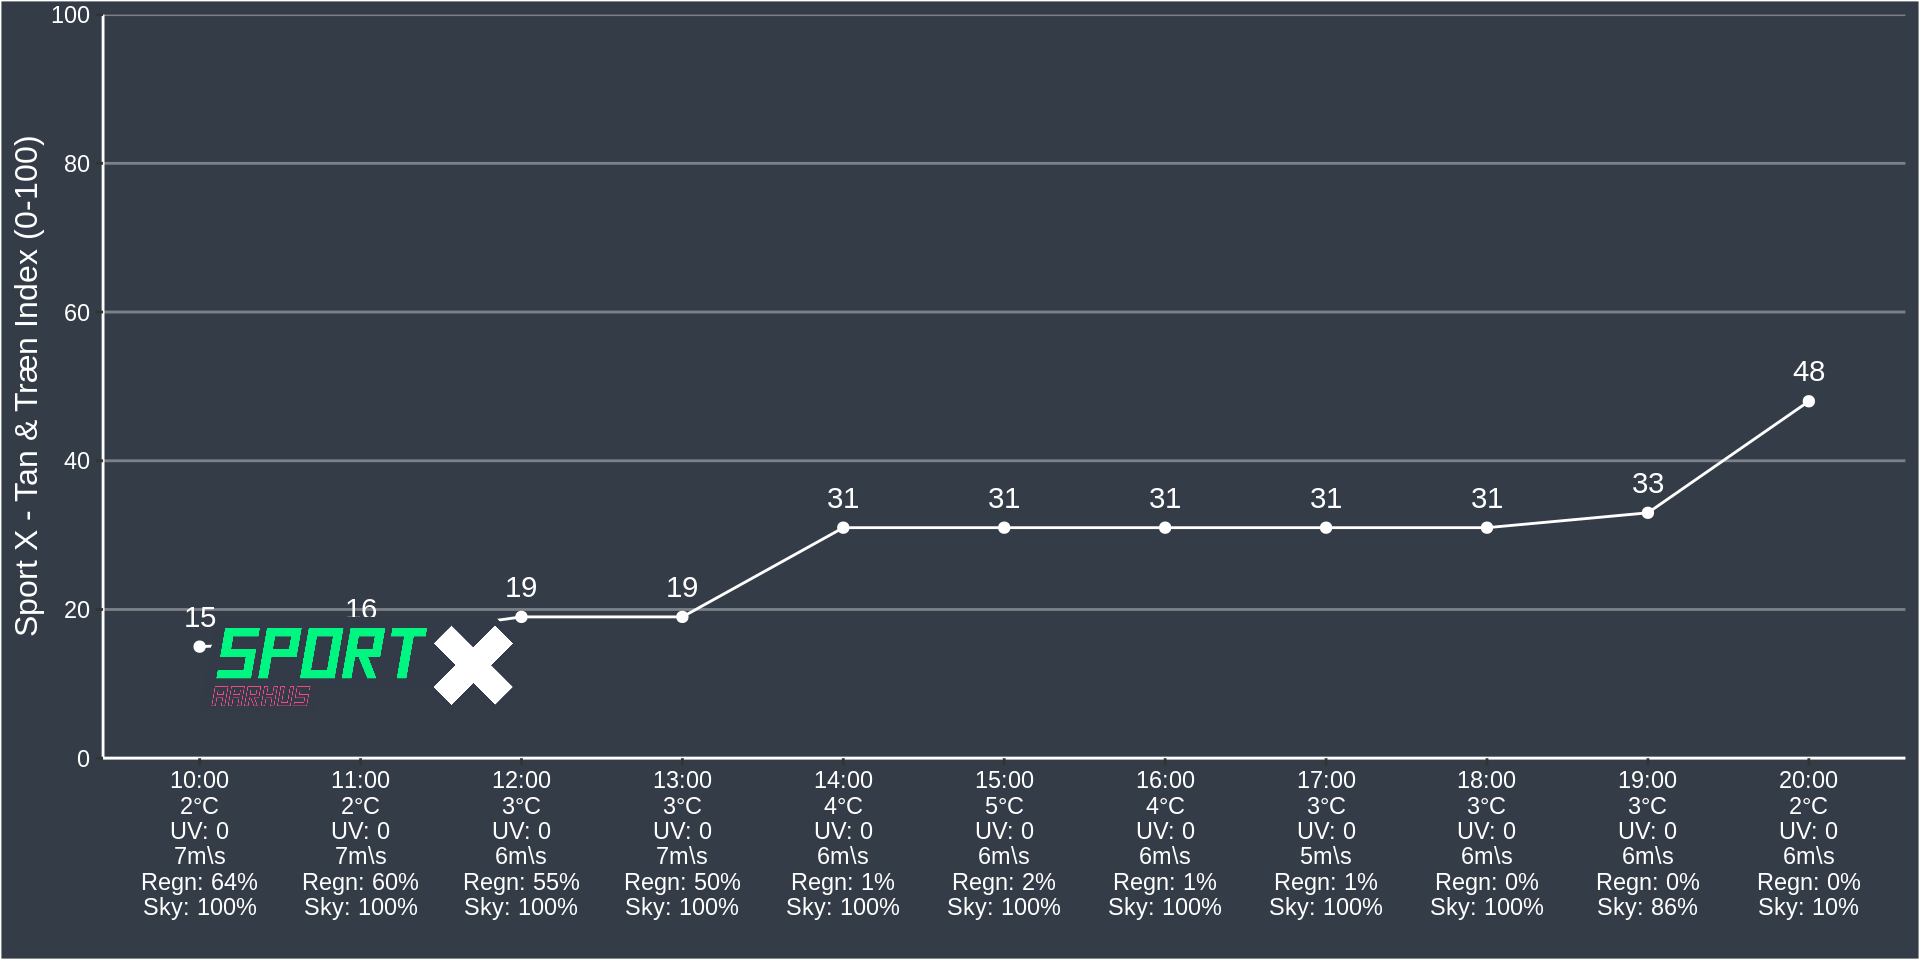 Sport X - Tan & Træn Index (0-100)
100
80
60
40
20
0
15
16
19
19
31
31
31
31
31
33
48
SPORT X
AARHUS
10:00 11:00 12:00 13:00 14:00 15:00 16:00 17:00 18:00 19:00 20:00
2°C 2°C 3°C 3°C 4°C 5°C 4°C 3°C 3°C 3°C 2°C
UV: 0 UV: 0 UV: 0 UV: 0 UV: 0 UV: 0 UV: 0 UV: 0 UV: 0 UV: 0 UV: 0
7m\s 7m\s 6m\s 7m\s 6m\s 6m\s 6m\s 5m\s 6m\s 6m\s 6m\s
Regn: 64% Regn: 60% Regn: 55% Regn: 50% Regn: 1% Regn: 2% Regn: 1% Regn: 1% Regn: 0% Regn: 0% Regn: 0%
Sky: 100% Sky: 100% Sky: 100% Sky: 100% Sky: 100% Sky: 100% Sky: 100% Sky: 100% Sky: 100% Sky: 86% Sky: 10%